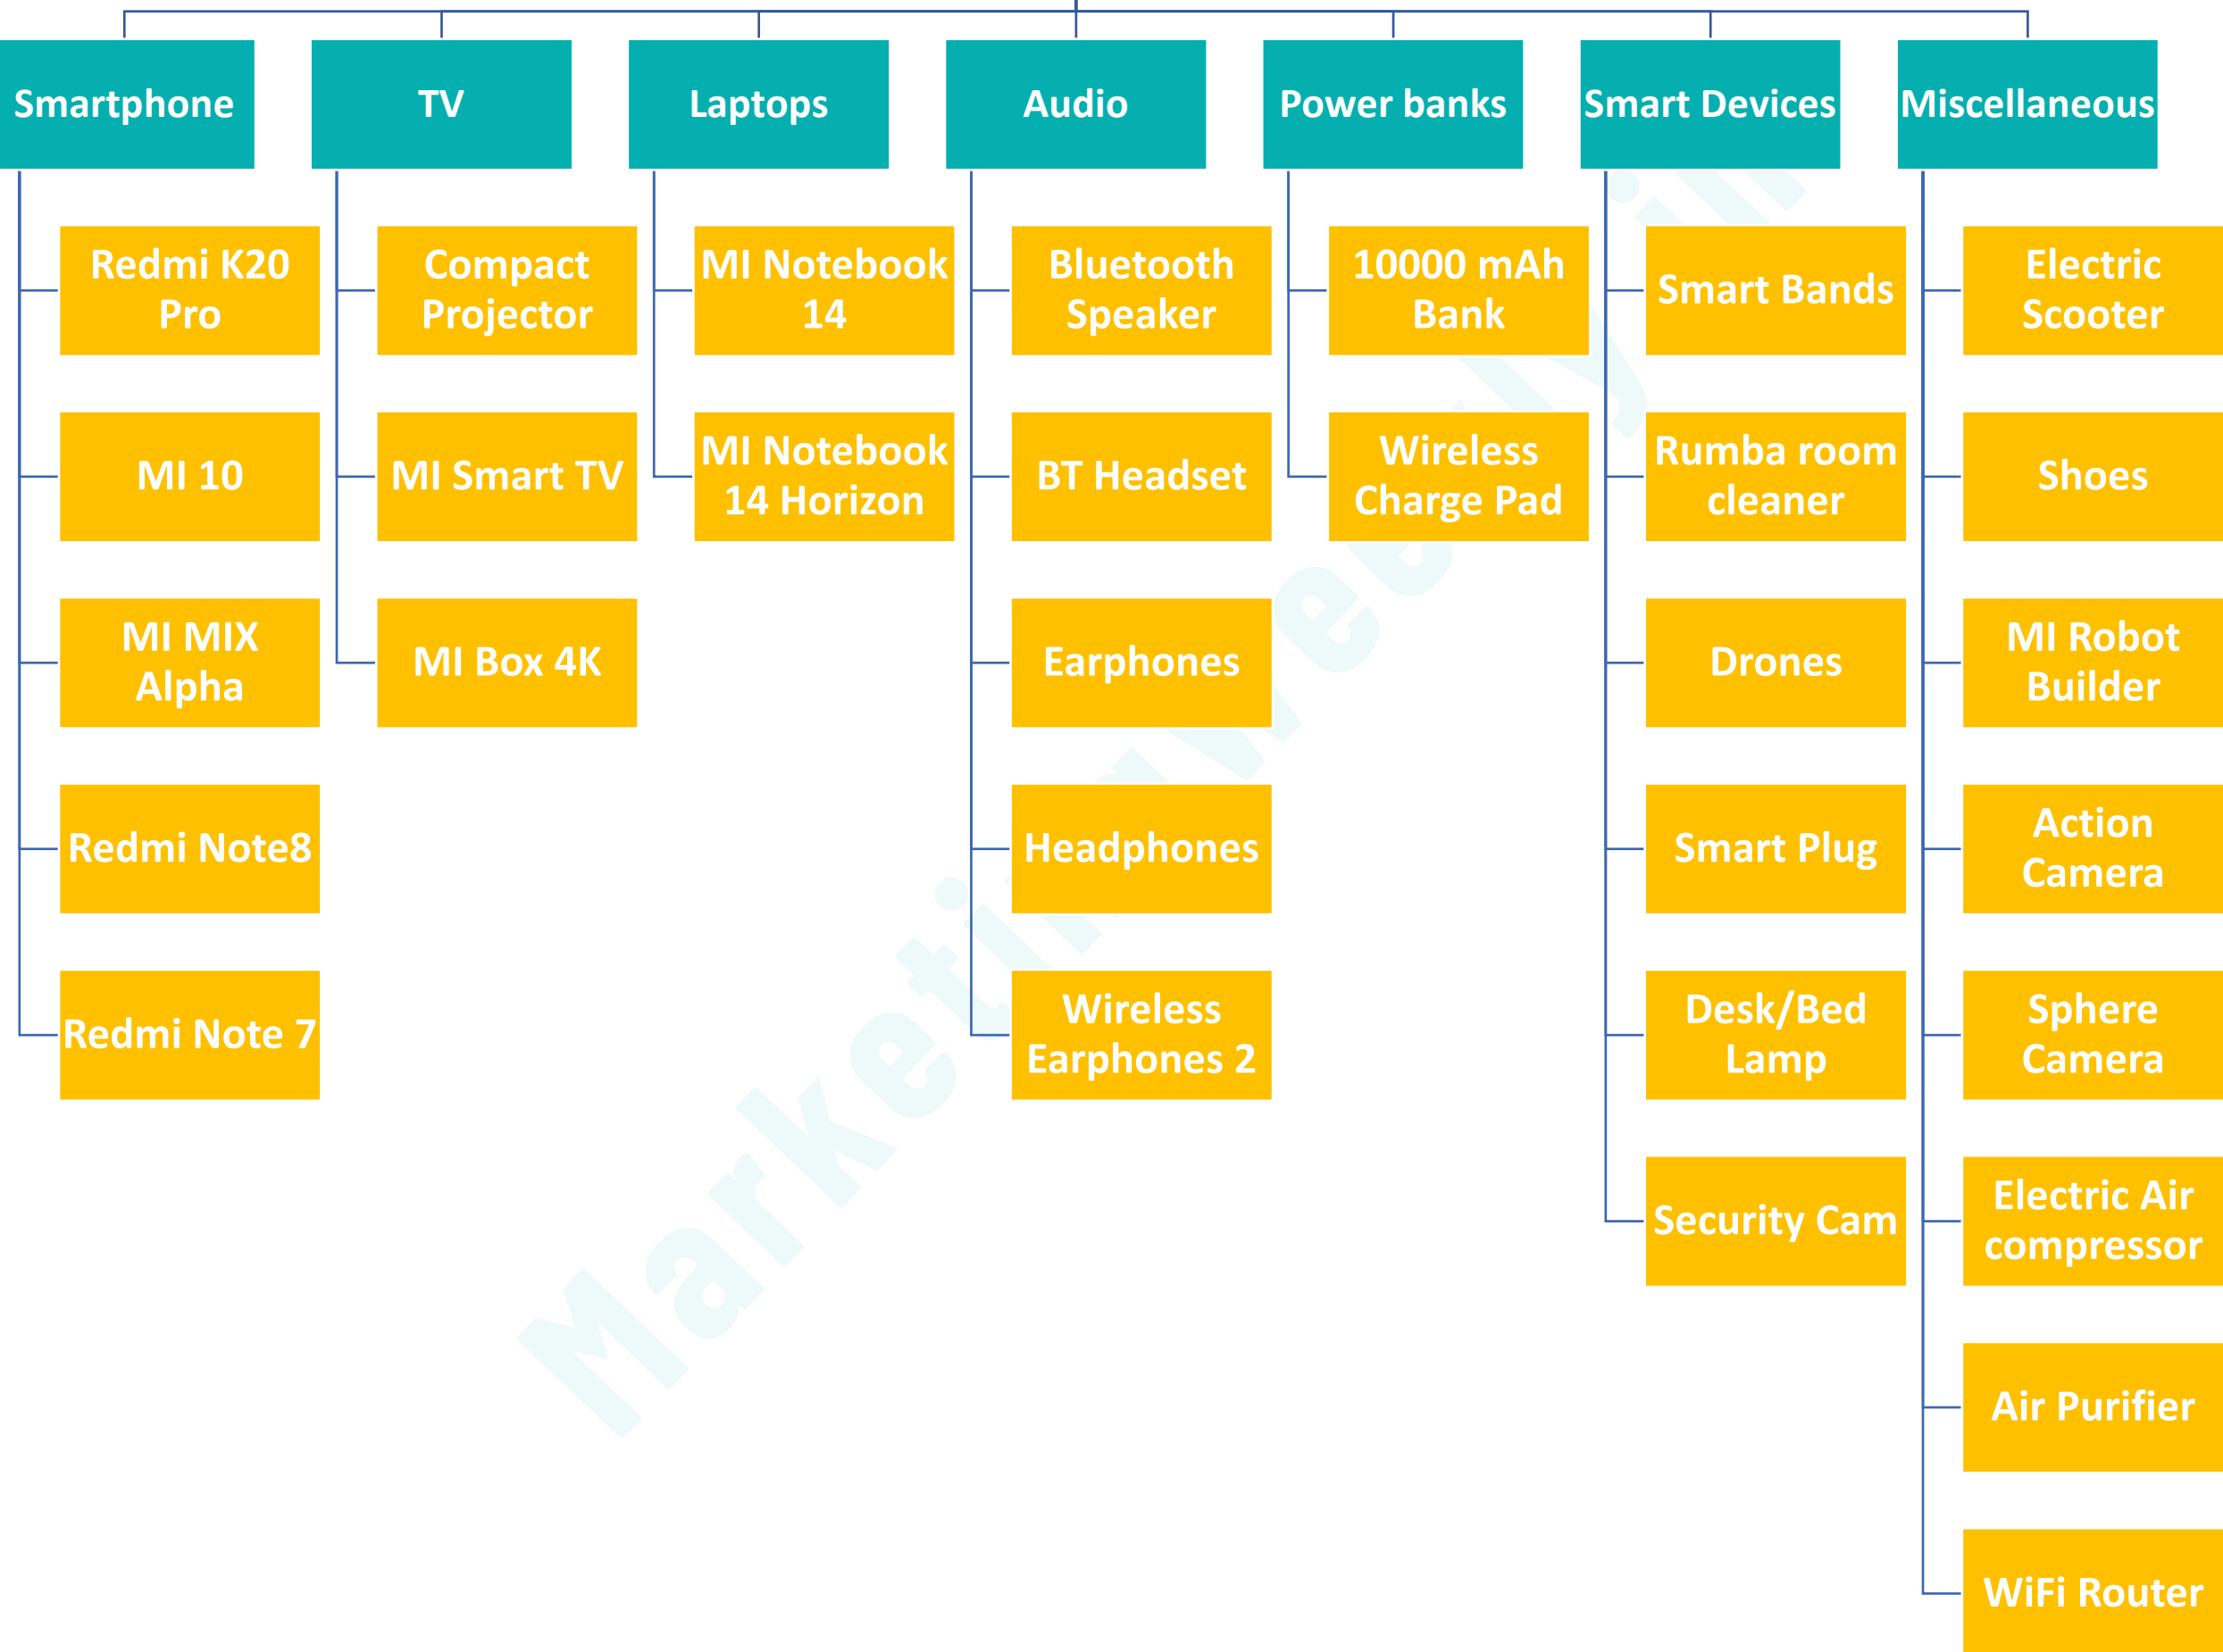 Smartphone
TV
Laptops
Audio
Power banks
Smart Devices
Miscellaneous
Redmi K20
Pro
MI 10
MI MIX
Alpha
Redmi Note8
Redmi Note 7
Compact
Projector
MI Smart TV
MI Box 4K
MI Notebook
14
MI Notebook
14 Horizon
Bluetooth
Speaker
BT Headset
Earphones
Headphones
Wireless
Earphones 2
10000 mAh
Bank
Wireless
Charge Pad
Smart Bands
Rumba room
cleaner
Drones
Smart Plug
Desk/Bed
Lamp
Security Cam
Electric
Scooter
Shoes
MI Robot
Builder
Action
Camera
Sphere
Camera
Electric Air
compressor
Air Purifier
WiFi Router